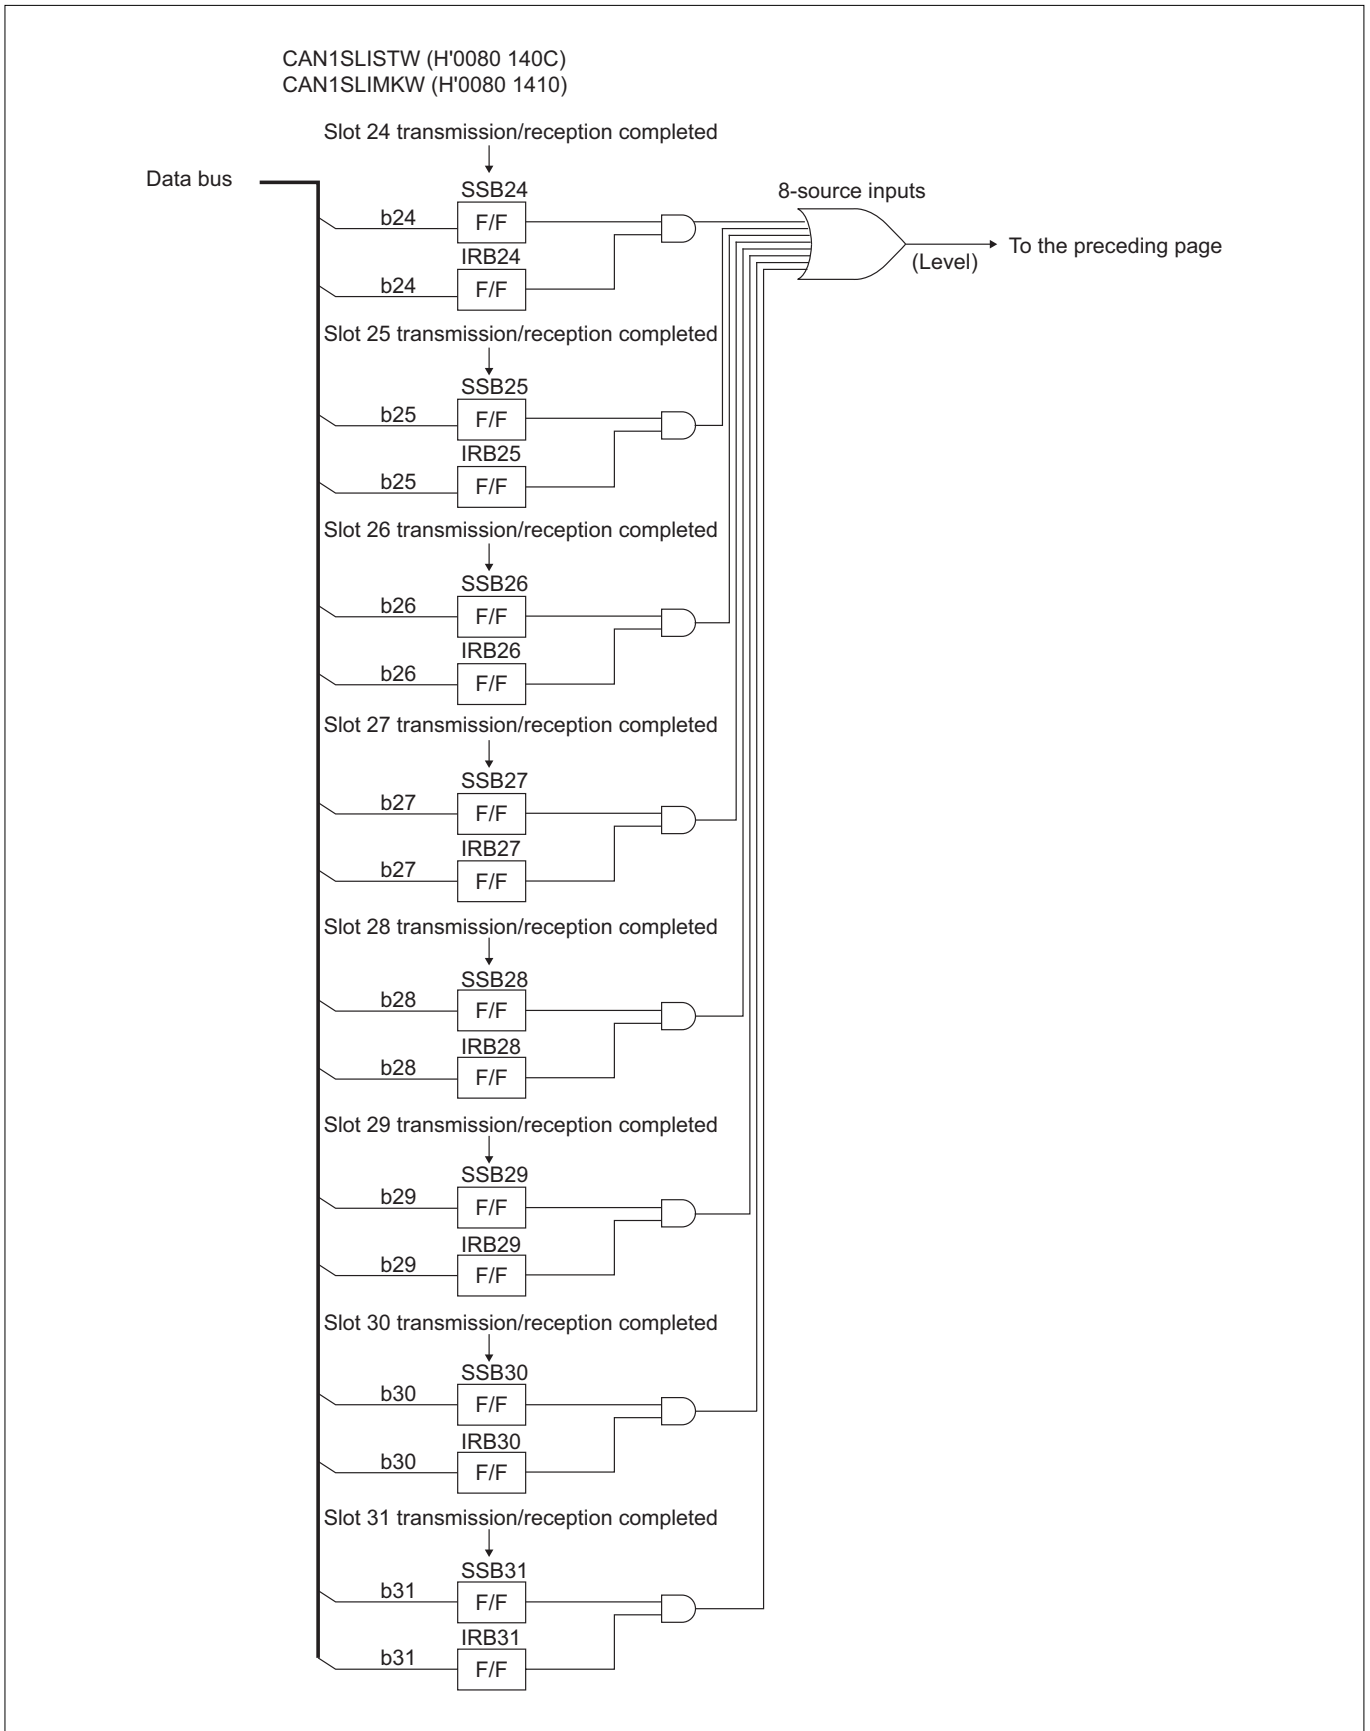 CAN1SLISTW (H'0080 140C)
CAN1SLIMKW (H'0080 1410)
Slot 24 transmission/reception completed
Data bus
SSB24
8-source inputs
b24
F/F
To the preceding page
(Level)
IRB24
b24
F/F
Slot 25 transmission/reception completed
SSB25
b25
F/F
IRB25
b25
F/F
Slot 26 transmission/reception completed
SSB26
b26
F/F
IRB26
b26
F/F
Slot 27 transmission/reception completed
SSB27
b27
F/F
IRB27
b27
F/F
Slot 28 transmission/reception completed
SSB28
b28
F/F
IRB28
b28
F/F
Slot 29 transmission/reception completed
SSB29
b29
F/F
IRB29
b29
F/F
Slot 30 transmission/reception completed
SSB30
b30
F/F
IRB30
b30
F/F
Slot 31 transmission/reception completed
SSB31
b31
F/F
IRB31
b31
F/F